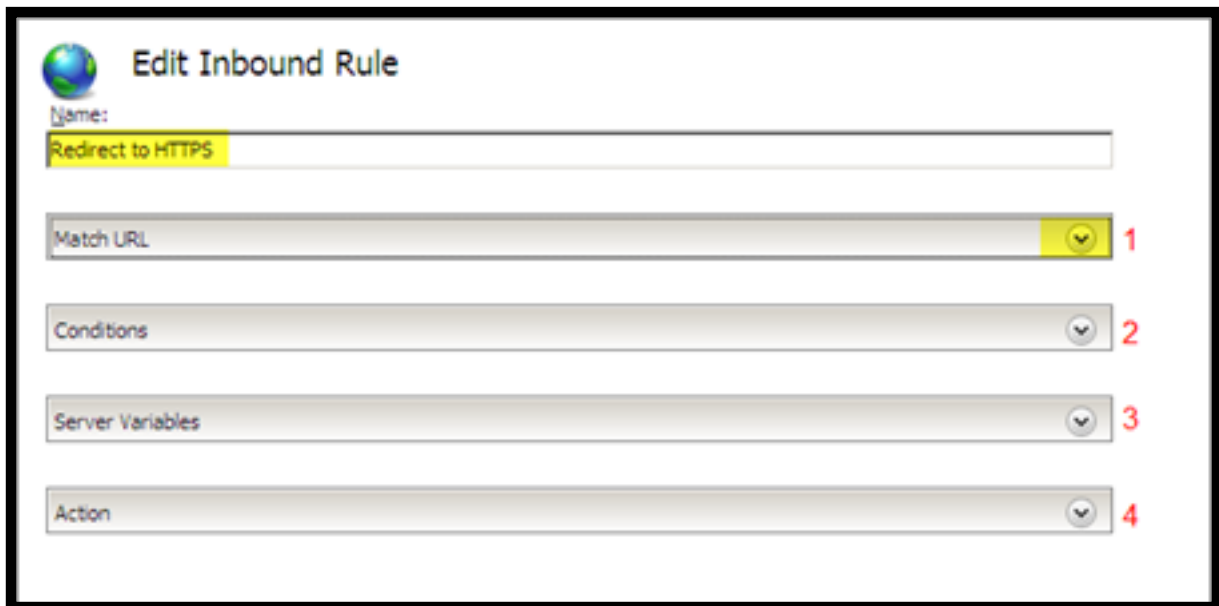 Edit Inbound Rule
Name:
Redirect to HTTPS
Match URL 1
Conditions 2
Server Variables 3
Action 4